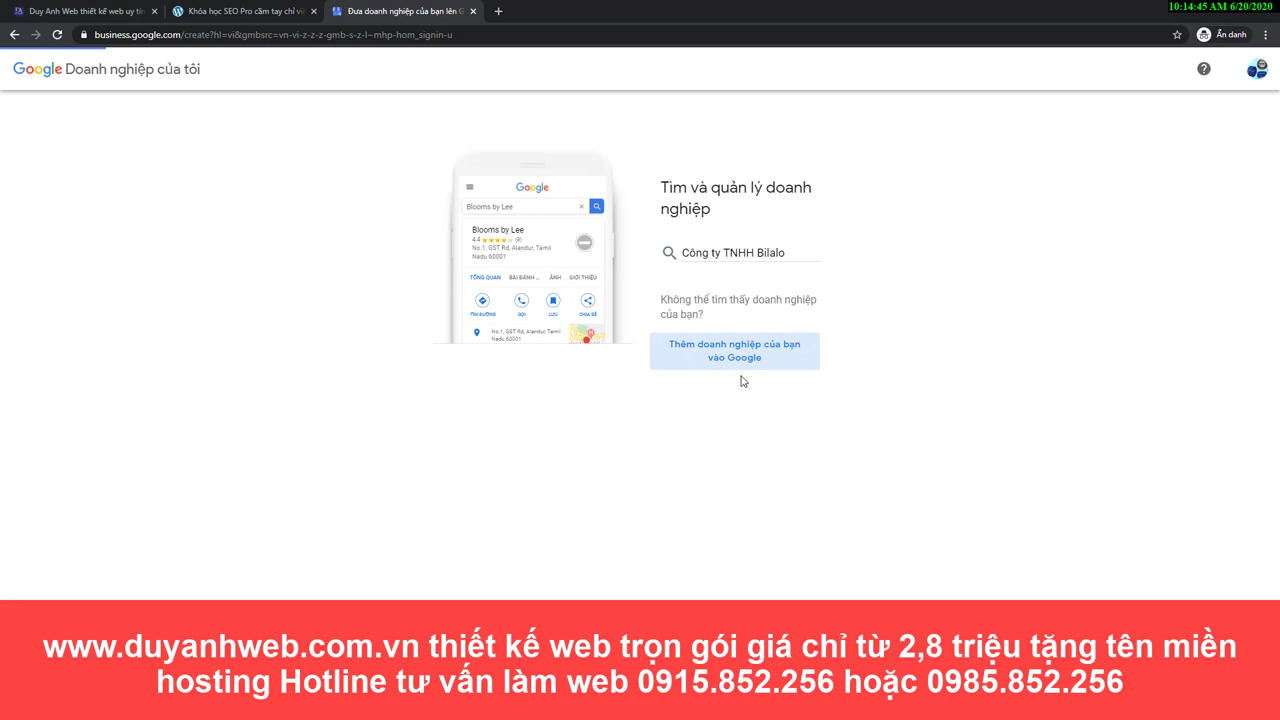 10:14:45 AM 6/20/2020
Duy Anh Web thiết kế web uy tín
Khóa học SEO Pro cầm tay chỉ vi
Đưa doanh nghiệp của bạn lên G
business.google.com/create?hl=vi&gmbsrc=vn-vi-z-z-z-gmb-s-z-l~mhp-hom_signin-u
Ẩn danh
Google Doanh nghiệp của tôi
Google
Blooms by Lee
Blooms by Lee
4,4 (8)
No.1, GST Rd, Alandur, Tamil
Nadu 60001
TỔNG QUAN BÀI ĐÁNH ... ẢNH GIỚI THIỆU
TÌM ĐƯỜNG GỌI LƯU CHIA SẺ
No.1, GST Rd, Alandur, Tamil
Nadu 60001
Tìm và quản lý doanh
nghiệp
Công ty TNHH Bilalo
Không thể tìm thấy doanh nghiệp
của bạn?
Thêm doanh nghiệp của bạn
vào Google
www.duyanhweb.com.vn thiết kế web trọn gói giá chỉ từ 2,8 triệu tặng tên miền
hosting Hotline tư vấn làm web 0915.852.256 hoặc 0985.852.256